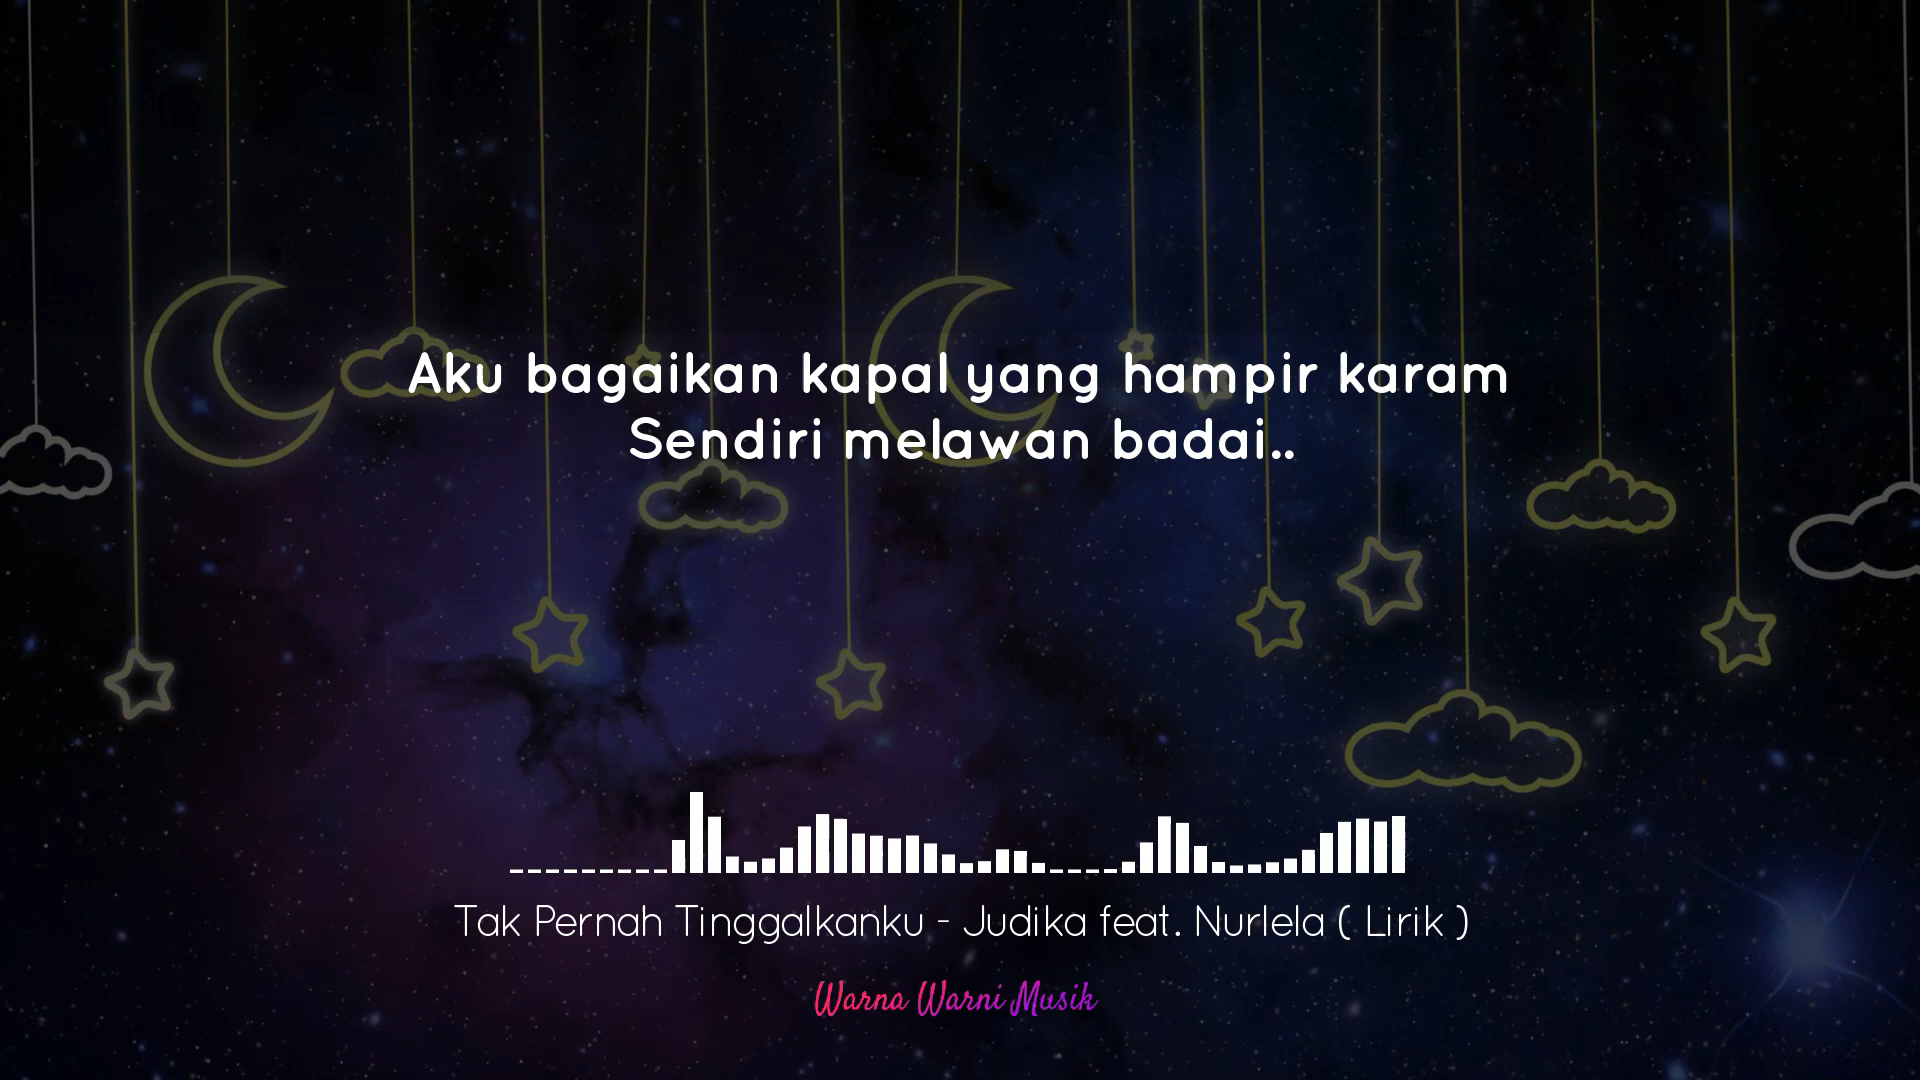 Aku bagaikan kapal yang hampir karam
Sendiri melawan badai..
Tak Pernah Tinggalkanku - Judika feat. Nurlela ( Lirik )
Warna Warni Musik